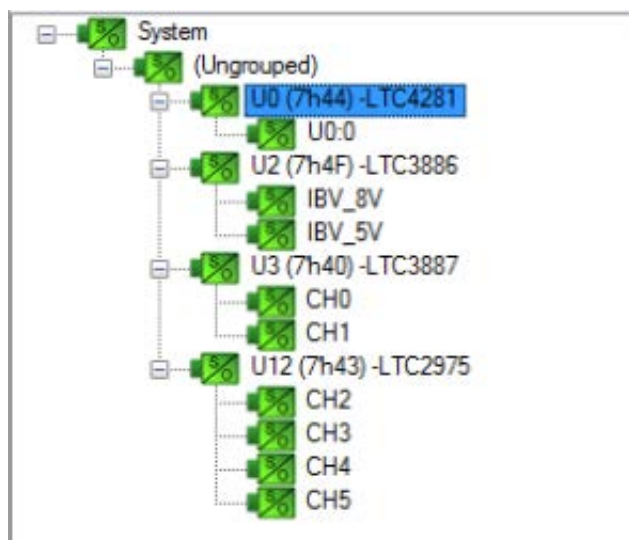 System
(Ungrouped)
U0 (7h44) -LTC4281
U0:0
U2 (7h4F) -LTC3886
IBV_8V
IBV_5V
U3 (7h40) -LTC3887
CH0
CH1
U12 (7h43) -LTC2975
CH2
CH3
CH4
CH5